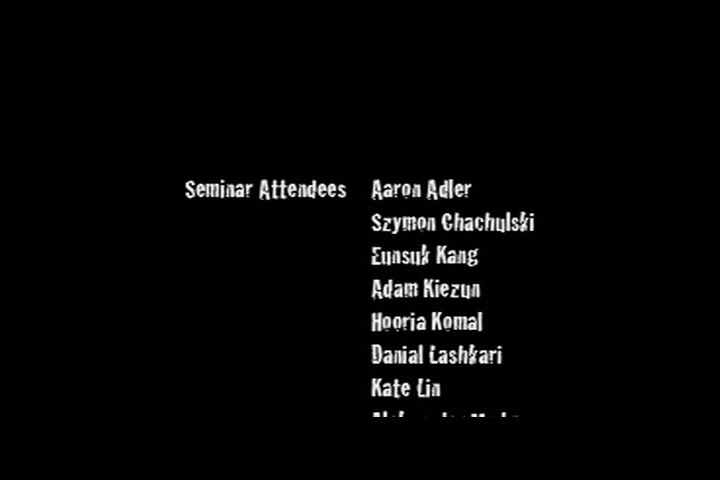 Seminar Attendees Aaron Adler
Szymon Chachulski
Eunsuk Kang
Adam Kiezun
Hooria Komal
Danial Lashkari
Kate Lin